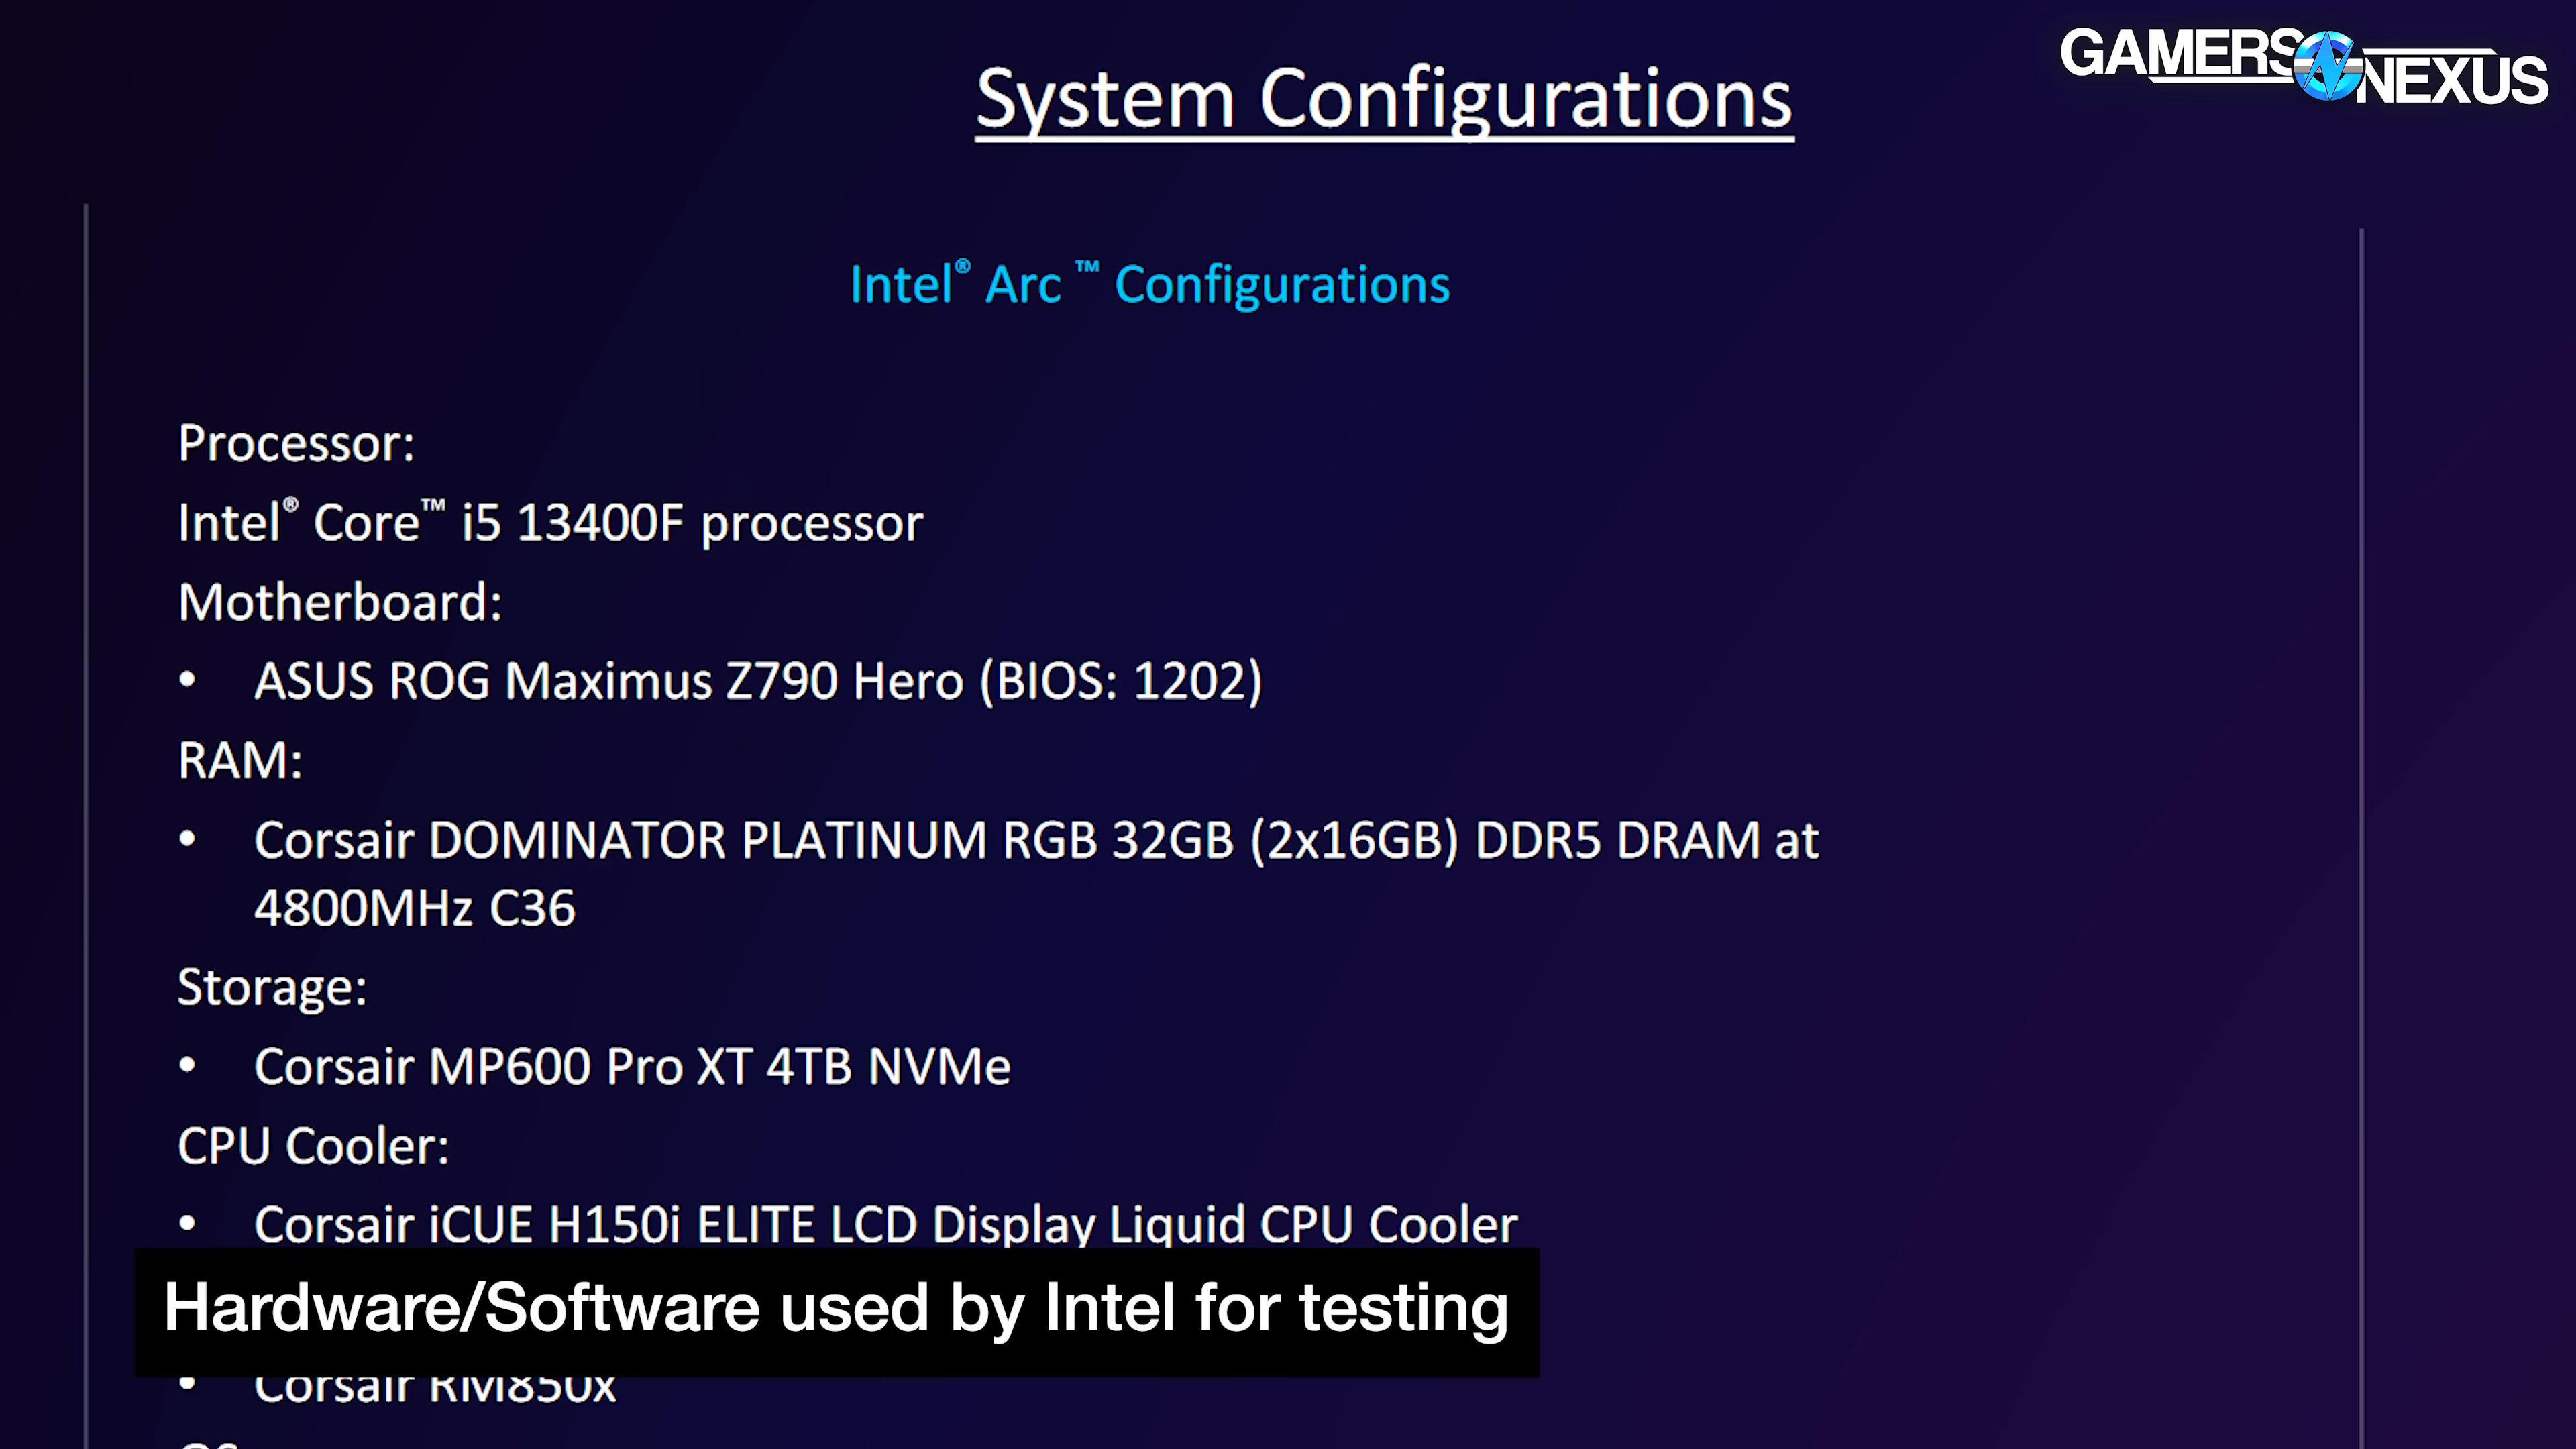 GAMERS NEXUS
System Configurations
Intel® Arc ™ Configurations
Processor:
Intel® Core™ i5 13400F processor
Motherboard:
• ASUS ROG Maximus Z790 Hero (BIOS: 1202)
RAM:
• Corsair DOMINATOR PLATINUM RGB 32GB (2x16GB) DDR5 DRAM at
4800MHz C36
Storage:
• Corsair MP600 Pro XT 4TB NVMe
CPU Cooler:
• Corsair iCUE H150i ELITE LCD Display Liquid CPU Cooler
Hardware/Software used by Intel for testing
• Corsair RM850x